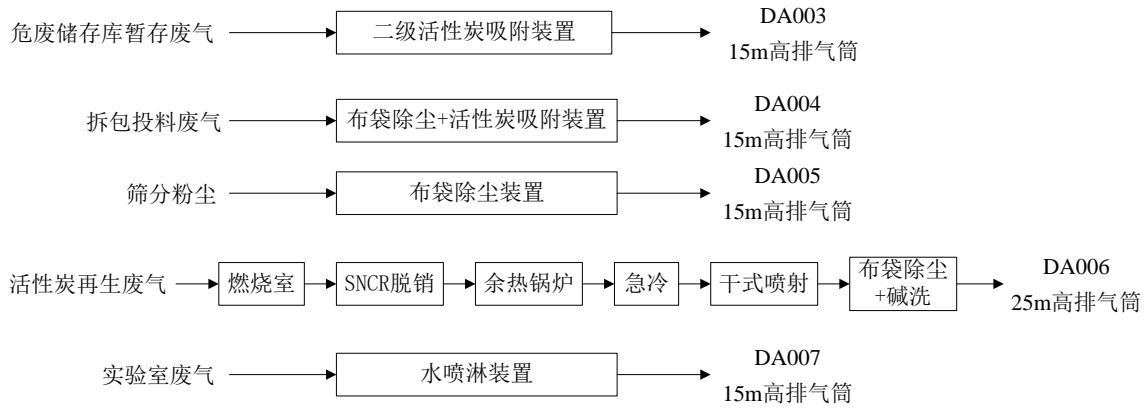 危废储存库暂存废气
二级活性炭吸附装置
DA003
15m高排气筒
拆包投料废气
布袋除尘+活性炭吸附装置
DA004
15m高排气筒
筛分粉尘
布袋除尘装置
DA005
15m高排气筒
活性炭再生废气
燃烧室
SNCR脱销
余热锅炉
急冷
干式喷射
布袋除尘
+碱洗
DA006
25m高排气筒
实验室废气
水喷淋装置
DA007
15m高排气筒